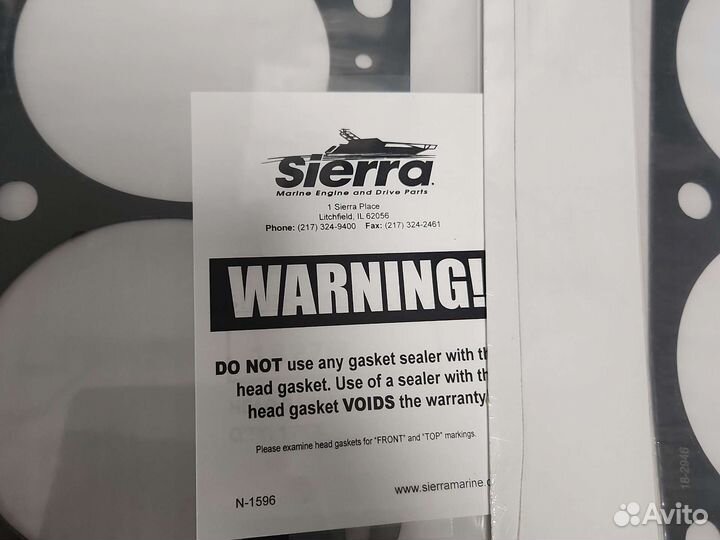 Sierra
Marine Engine and Drive Parts
1 Sierra Place
Litchfield, IL 62056
Phone: (217) 324-9400 Fax: (217) 324-2461
WARNING!
DO NOT use any gasket sealer with th
head gasket. Use of a sealer with th
head gasket VOIDS the warranty!
Please examine head gaskets for "FRONT" and "TOP" markings.
www.sierramarine.c
N-1596
18-2946
Avito